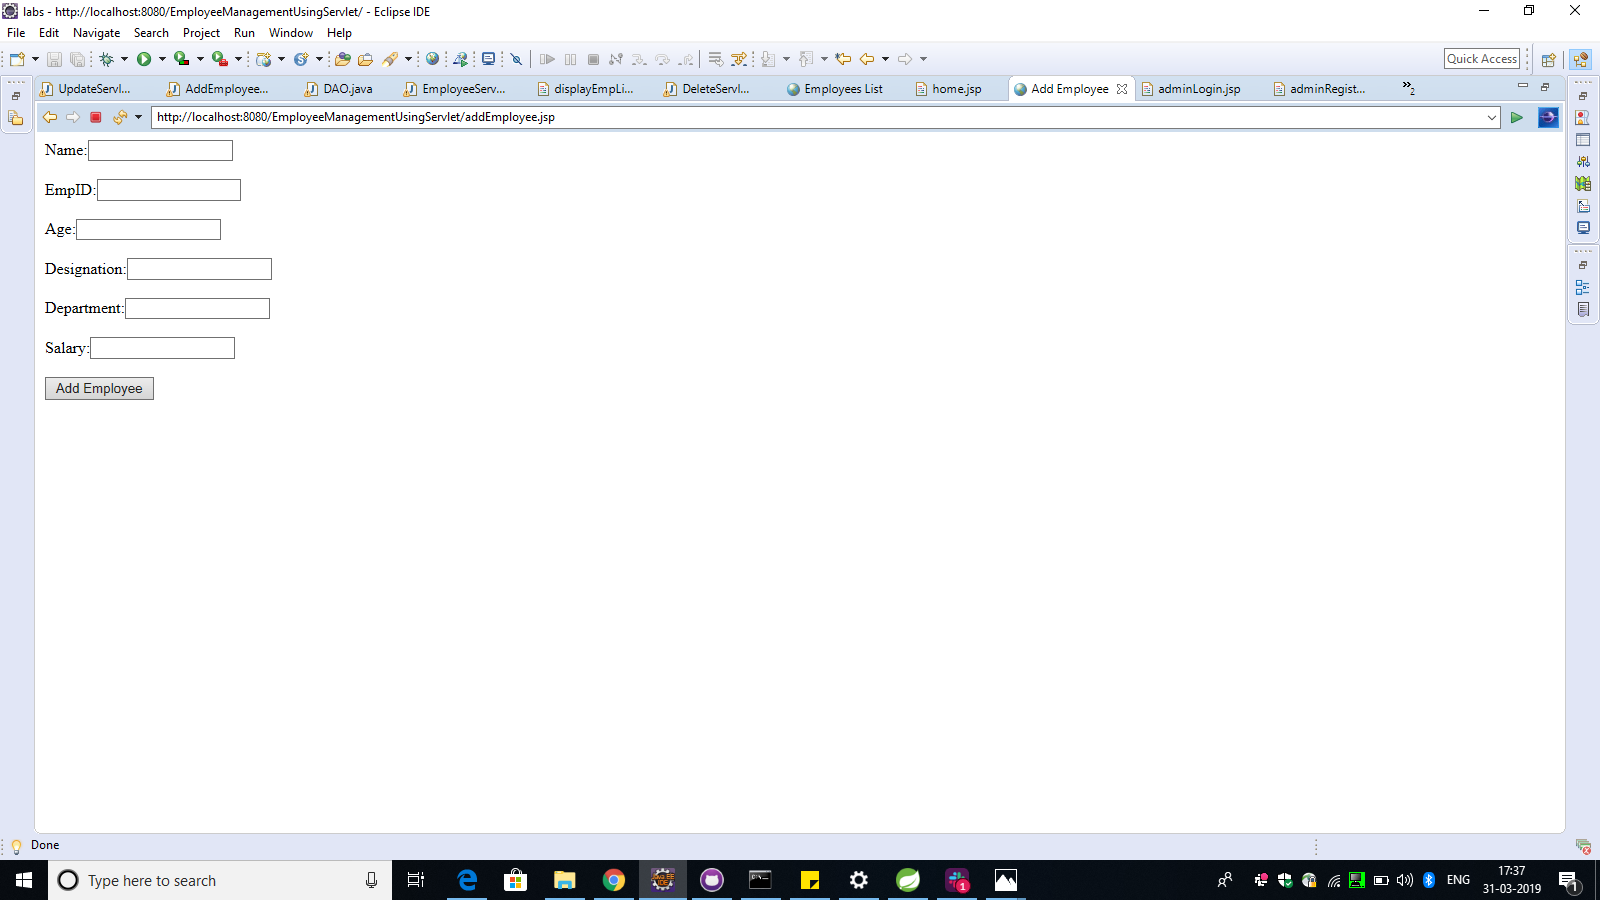 labs - http://localhost:8080/EmployeeManagementUsingServlet/ - Eclipse IDE
File Edit Navigate Search Project Run Window Help
Quick Access
UpdateServl... AddEmployee... DAO.java EmployeeServ... displayEmpLi... DeleteServl... Employees List home.jsp Add Employee adminLogin.jsp adminRegist... »2
http://localhost:8080/EmployeeManagementUsingServlet/addEmployee.jsp
Name:
EmpID:
Age:
Designation:
Department:
Salary:
Add Employee
Done
Type here to search
ENG
17:37
31-03-2019
1
1